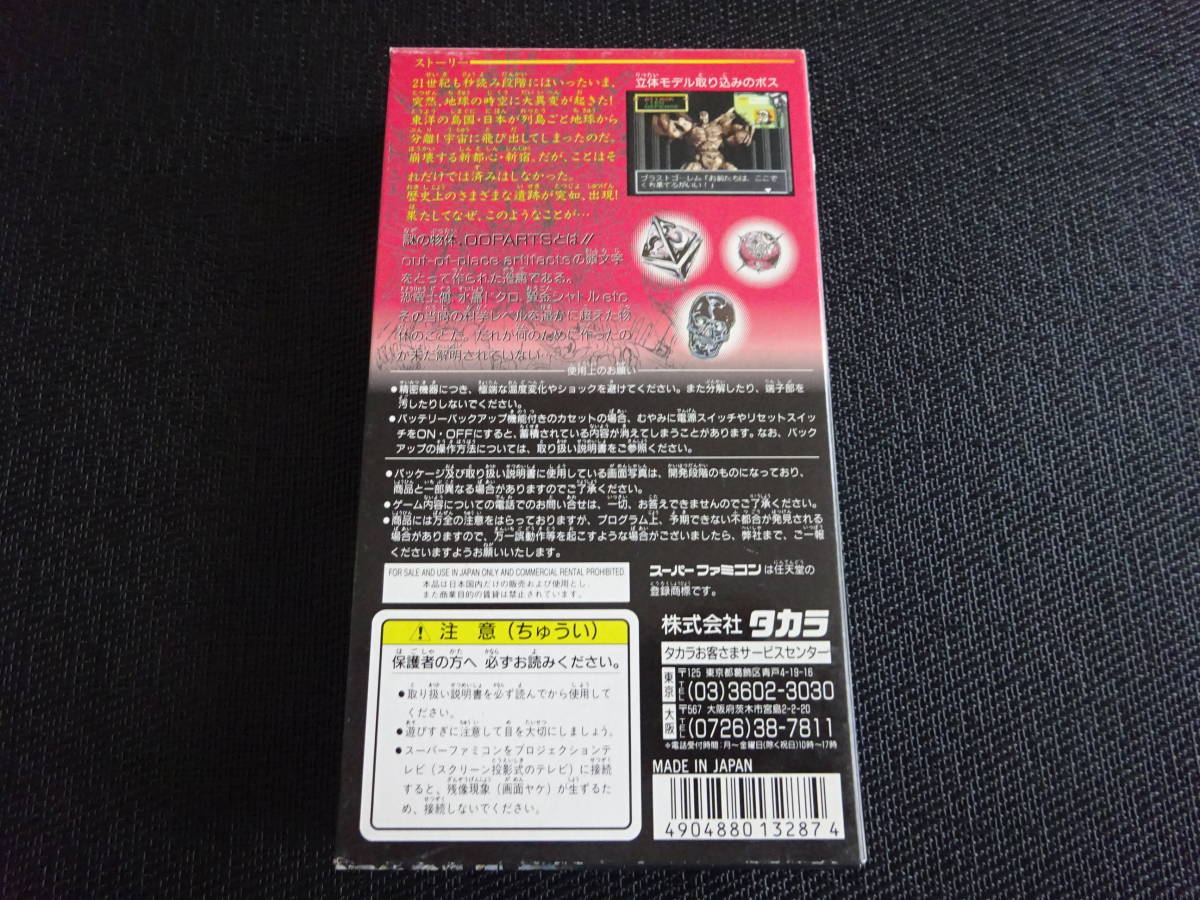 ストーリー
21世紀も秒読み段階にはいったいま、
突然、地球の時空に大異変が起きた!
東洋の島国・日本が列島ごと地球から
分離!宇宙に飛び出してしまったのだ。
崩壊する新都心・新宿。だが、ことはそ
れだけでは済みはしなかった。
歴史上のさまざまな遺跡が突如、出現!
果たしてなぜ、このようなことが…
謎の物体、OOPARTSとは!!
out-of-place artifactsの頭文字
をとって作られた造語である。
恐竜土偶、水晶ドクロ、黄金シャトルetc
その当時の科学レベルを遥かに超えた物
体のことだ。だれが何のために作ったの
か未だ解明されていない…
立体モデル取り込みのボス
ブラストゴーレム「お前たちは、ここで
くち果てるがいい!」
使用上のお願い
●精密機器につき、極端な温度変化やショックを避けてください。また分解したり、端子部を
汚したりしないでください。
●バッテリーバックアップ機能付きのカセットの場合、むやみに電源スイッチやリセットスイッ
チをON・OFFにすると、蓄積されている内容が消えてしまうことがあります。なお、バック
アップの操作方法については、取り扱い説明書をご参照ください。
●パッケージ及び取り扱い説明書に使用している画面写真は、開発段階のものになっており、
商品と一部異なる場合がありますのでご了承ください。
●ゲーム内容についての電話でのお問い合せは、一切、お答えできませんのでご了承ください。
●商品には万全の注意をはらっておりますが、プログラム上、予期できない不都合が発見される
場合がありますので、万一誤動作等を起こすような場合がございましたら、弊社まで、ご一報
くださいますようお願いいたします。
FOR SALE AND USE IN JAPAN ONLY AND COMMERCIAL RENTAL PROHIBITED
本品は日本国内だけの販売および使用とし、
また商業目的の賃貸は禁止されています。
スーパーファミコンは任天堂の
登録商標です。
注 意(ちゅうい)
保護者の方へ 必ずお読みください。
●取り扱い説明書を必ず読んでから使用して
ください。
●遊びすぎに注意して目を大切にしましょう。
●スーパーファミコンをプロジェクションテ
レビ(スクリーン投影式のテレビ)に接続
すると、残像現象(画面ヤケ)が生ずるた
め、接続しないでください。
株式会社 タカラ
タカラお客さまサービスセンター
東京 〒125 東京都葛飾区青戸4-19-16
TEL (03)3602-3030
大阪 〒567 大阪府茨木市宮島2-2-20
TEL (0726)38-7811
*電話受付時間:月〜金曜日(除く祝日)10時〜17時
MADE IN JAPAN
4904880132874